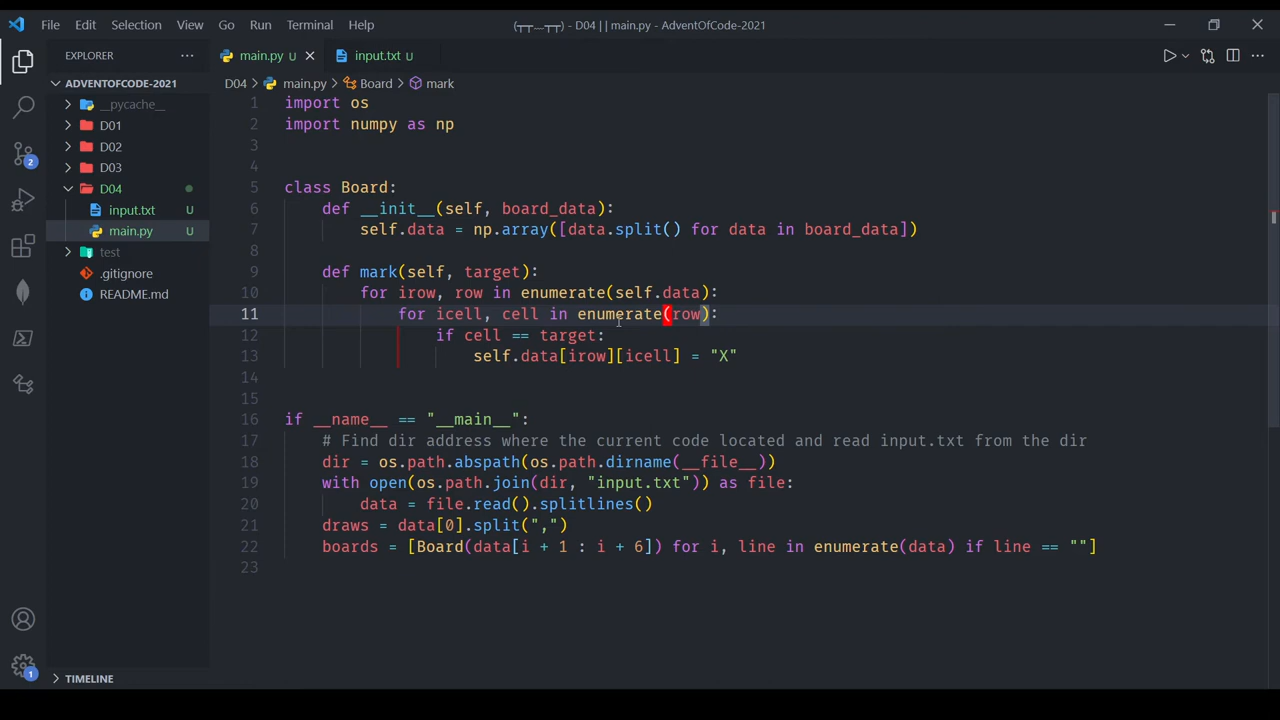 File Edit Selection View Go Run Terminal Help (┬┬﹏┬┬) - D04 || main.py - AdventOfCode-2021
EXPLORER
main.py U
input.txt U
ADVENTOFCODE-2021
D04 > main.py > Board > mark
__pycache__
D01
D02
D03
D04
input.txt U
main.py U
test
.gitignore
README.md
1 import os
2 import numpy as np
3
4
5 class Board:
6 def __init__(self, board_data):
7 self.data = np.array([data.split() for data in board_data])
8
9 def mark(self, target):
10 for irow, row in enumerate(self.data):
11 for icell, cell in enumerate(row):
12 if cell == target:
13 self.data[irow][icell] = "X"
14
15
16 if __name__ == "__main__":
17 # Find dir address where the current code located and read input.txt from the dir
18 dir = os.path.abspath(os.path.dirname(__file__))
19 with open(os.path.join(dir, "input.txt")) as file:
20 data = file.read().splitlines()
21 draws = data[0].split(",")
22 boards = [Board(data[i + 1 : i + 6]) for i, line in enumerate(data) if line == ""]
23
2
1
TIMELINE